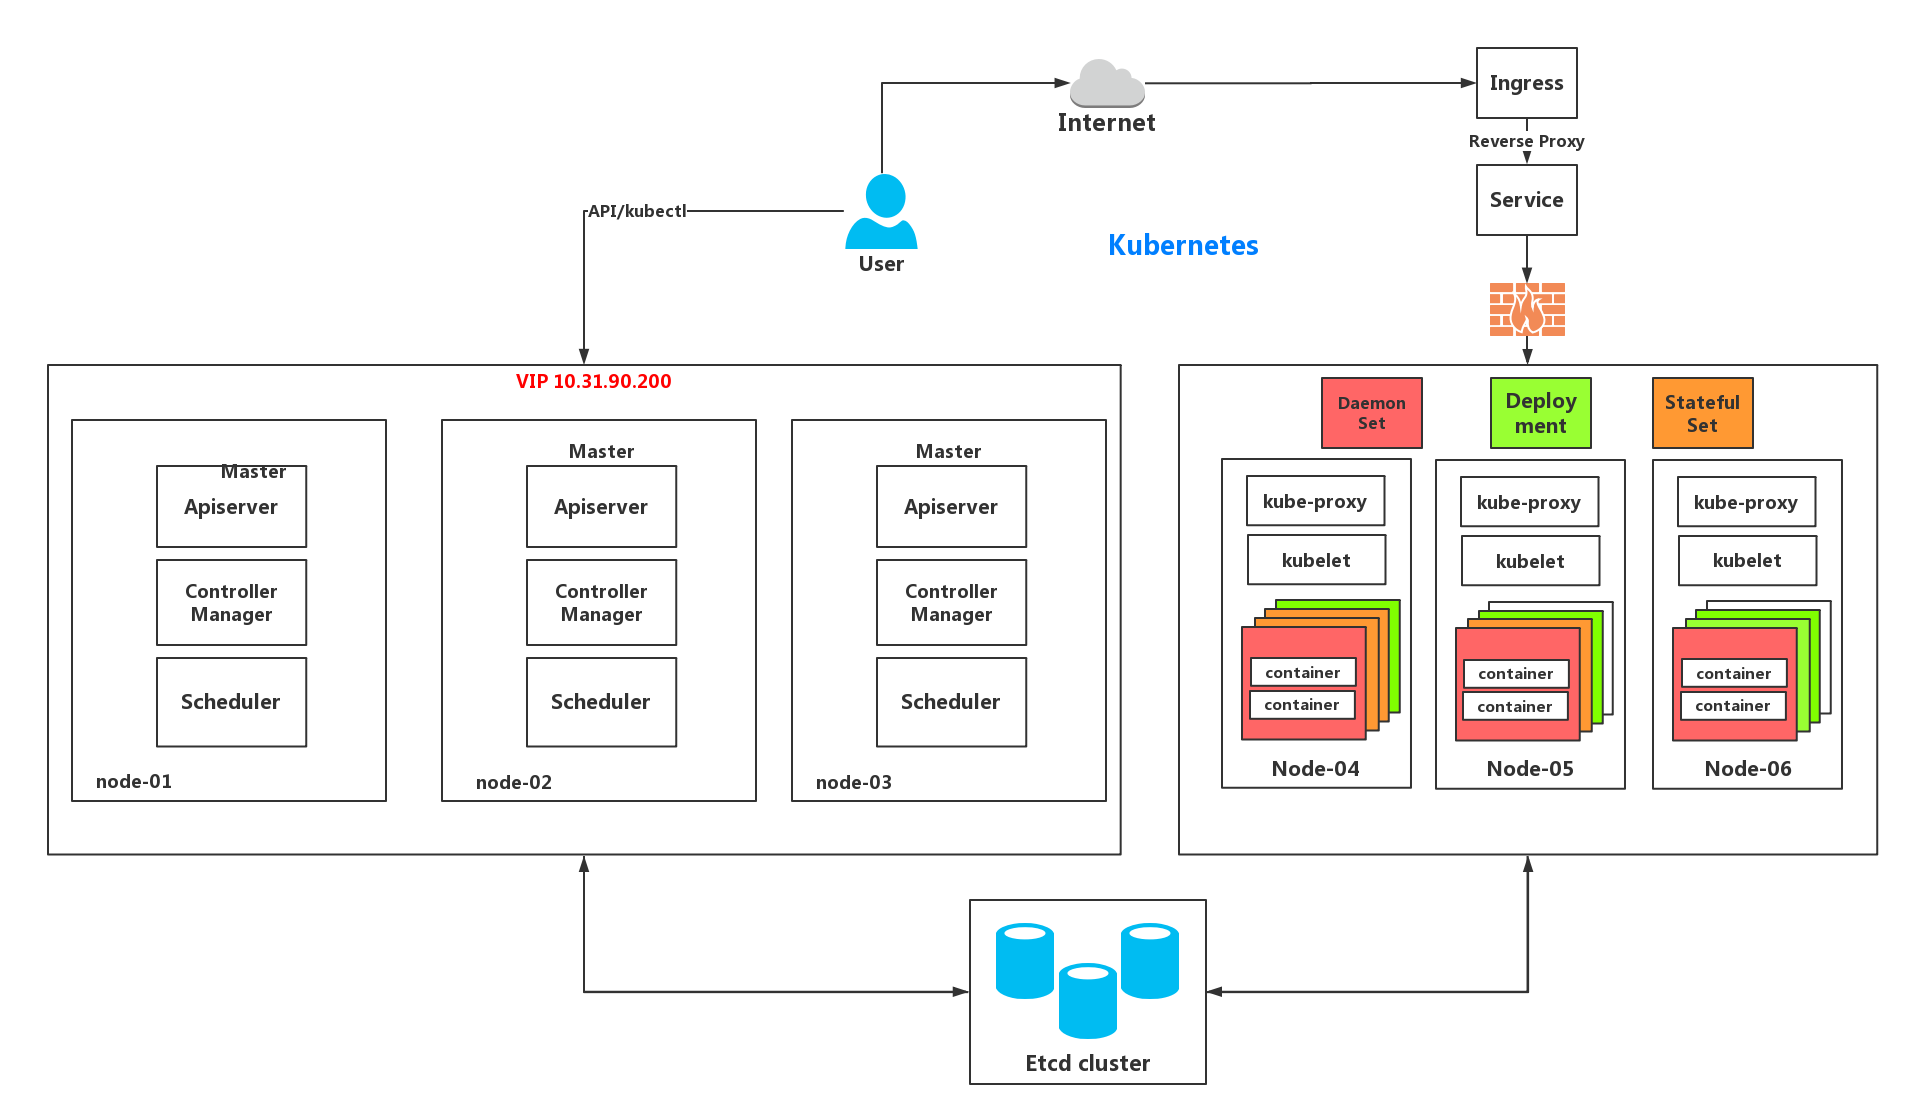 Ingress
Internet
Reverse Proxy
Service
API/kubectl
Kubernetes
User
VIP 10.31.90.200
Master
Apiserver
Controller
Manager
Scheduler
node-01
Master
Apiserver
Controller
Manager
Scheduler
node-02
Master
Apiserver
Controller
Manager
Scheduler
node-03
Daemon
Set
Deploy
ment
Stateful
Set
kube-proxy
kubelet
container
container
Node-04
kube-proxy
kubelet
container
container
Node-05
kube-proxy
kubelet
container
container
Node-06
Etcd cluster